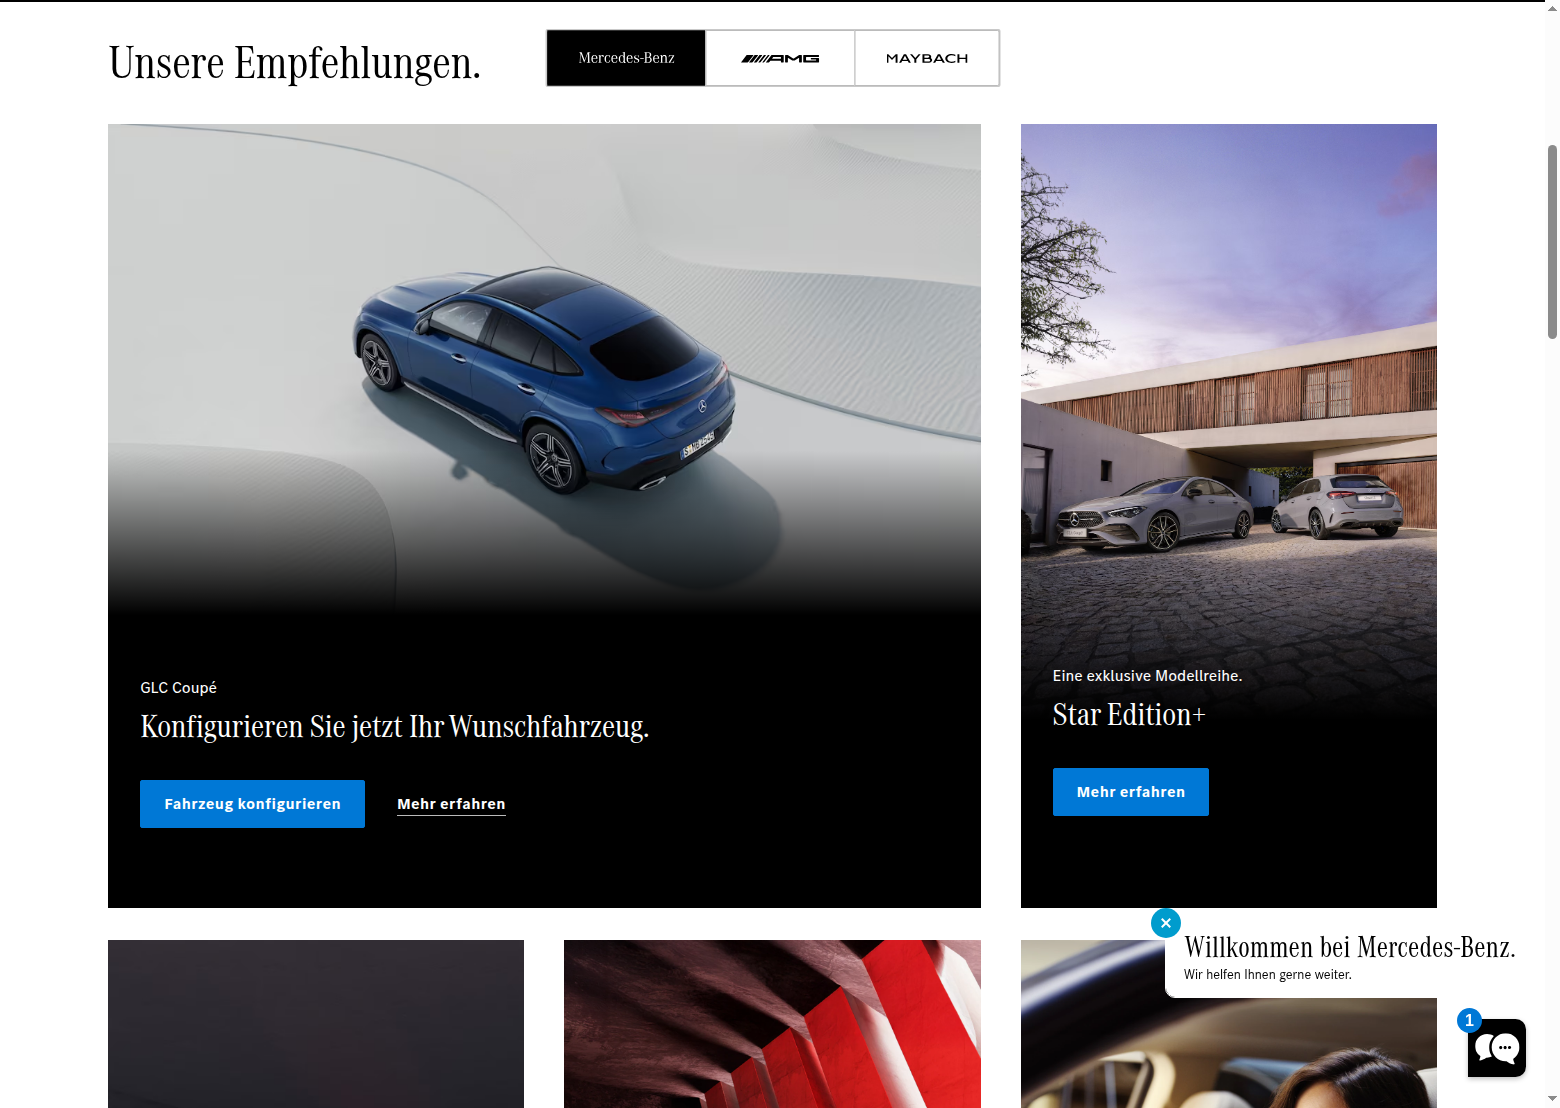 Unsere Empfehlungen.
Mercedes-Benz
AMG
MAYBACH
GLC Coupé
Konfigurieren Sie jetzt Ihr Wunschfahrzeug.
Fahrzeug konfigurieren
Mehr erfahren
Eine exklusive Modellreihe.
Star Edition+
Mehr erfahren
Willkommen bei Mercedes-Benz.
Wir helfen Ihnen gerne weiter.
1